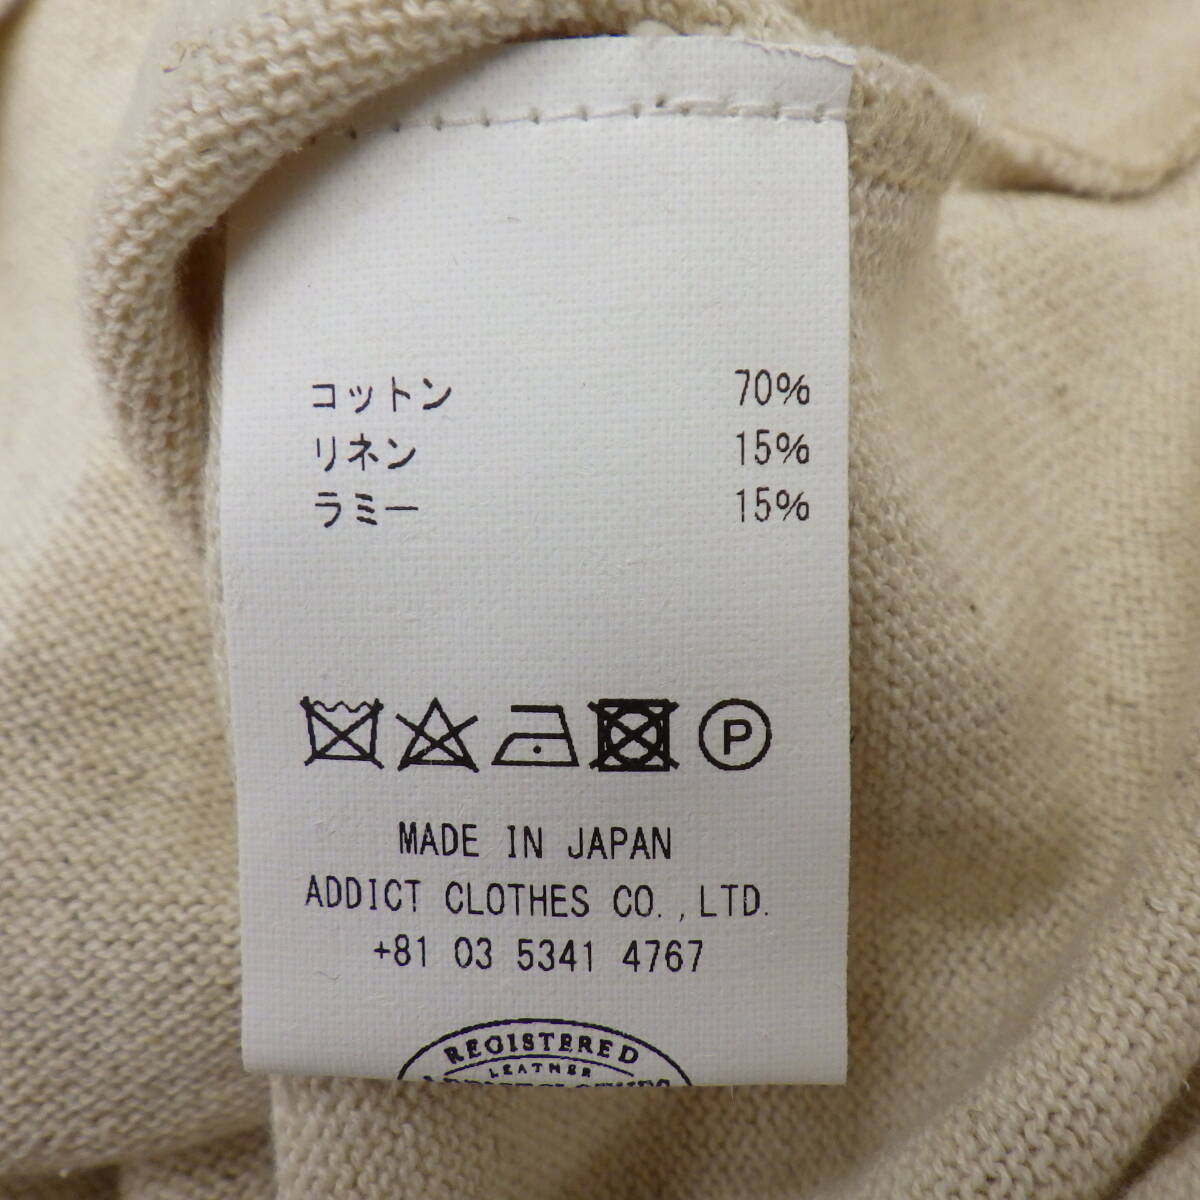 コットン 70%
リネン 15%
ラミー 15%
P
MADE IN JAPAN
ADDICT CLOTHES CO.,LTD.
+81 03 5341 4767
REGISTERED
LEATHER